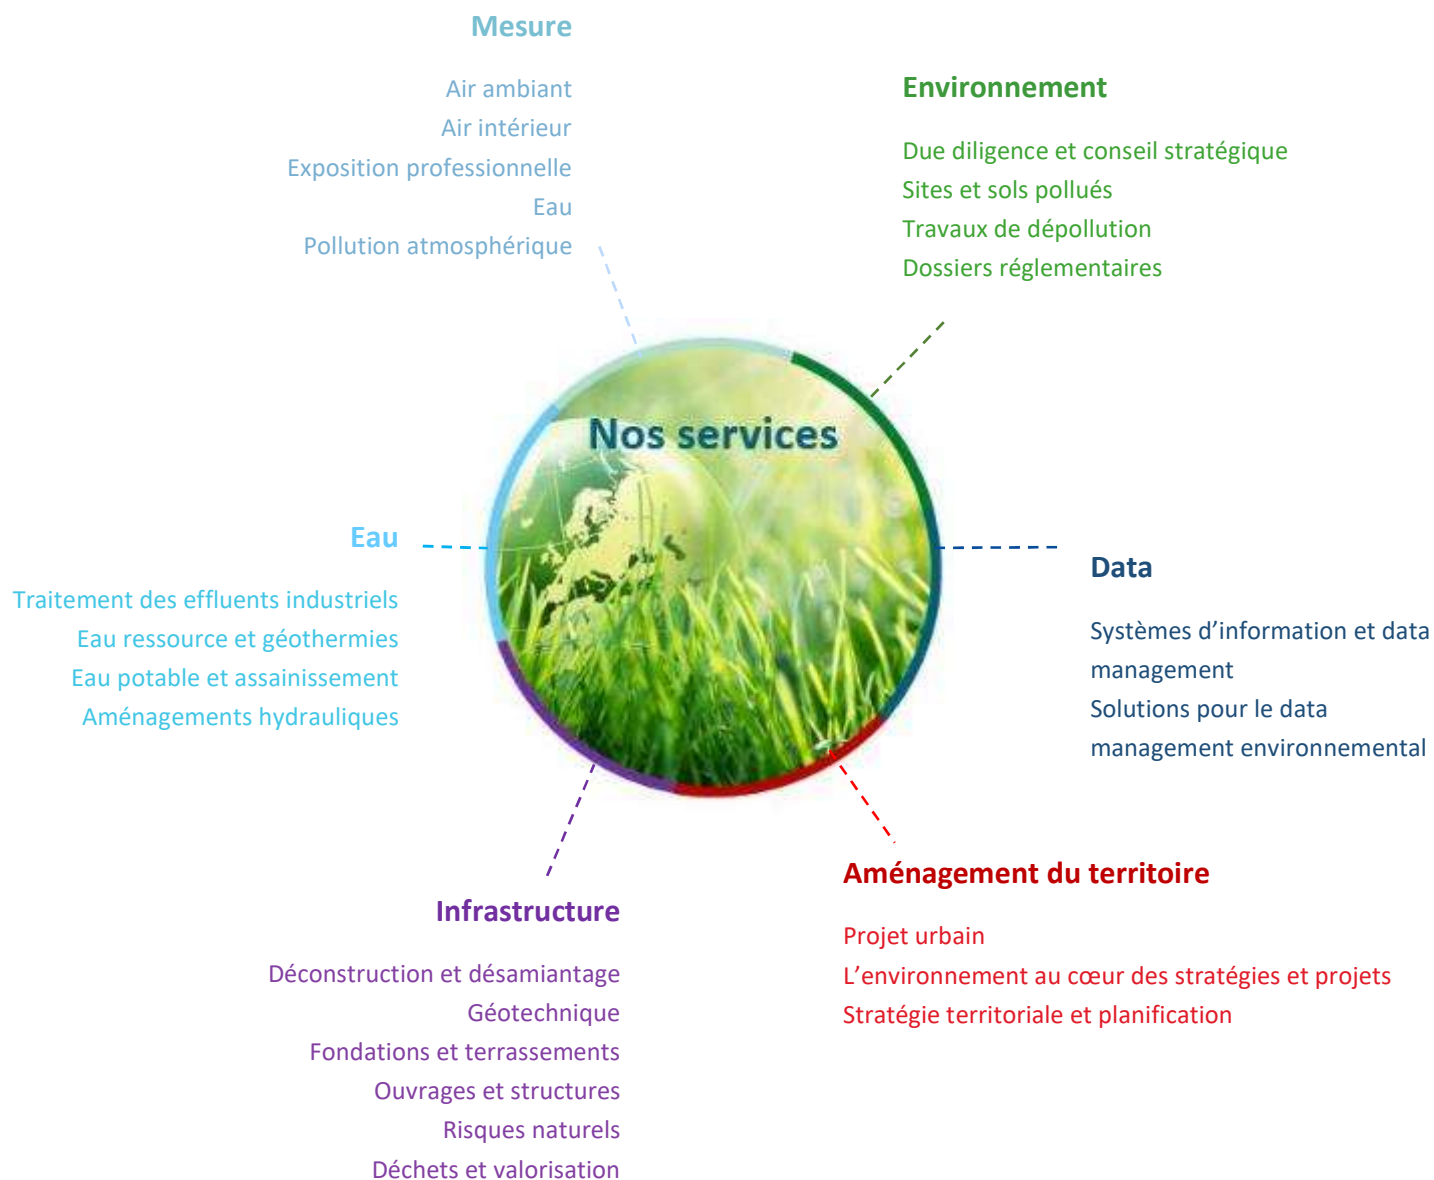 Mesure
Air ambiant
Air intérieur
Exposition professionnelle
Eau
Pollution atmosphérique
Environnement
Due diligence et conseil stratégique
Sites et sols pollués
Travaux de dépollution
Dossiers réglementaires
Nos services
Eau
Traitement des effluents industriels
Eau ressource et géothermies
Eau potable et assainissement
Aménagements hydrauliques
Data
Systèmes d’information et data
management
Solutions pour le data
management environnemental
Infrastructure
Déconstruction et désamiantage
Géotechnique
Fondations et terrassements
Ouvrages et structures
Risques naturels
Déchets et valorisation
Aménagement du territoire
Projet urbain
L’environnement au cœur des stratégies et projets
Stratégie territoriale et planification